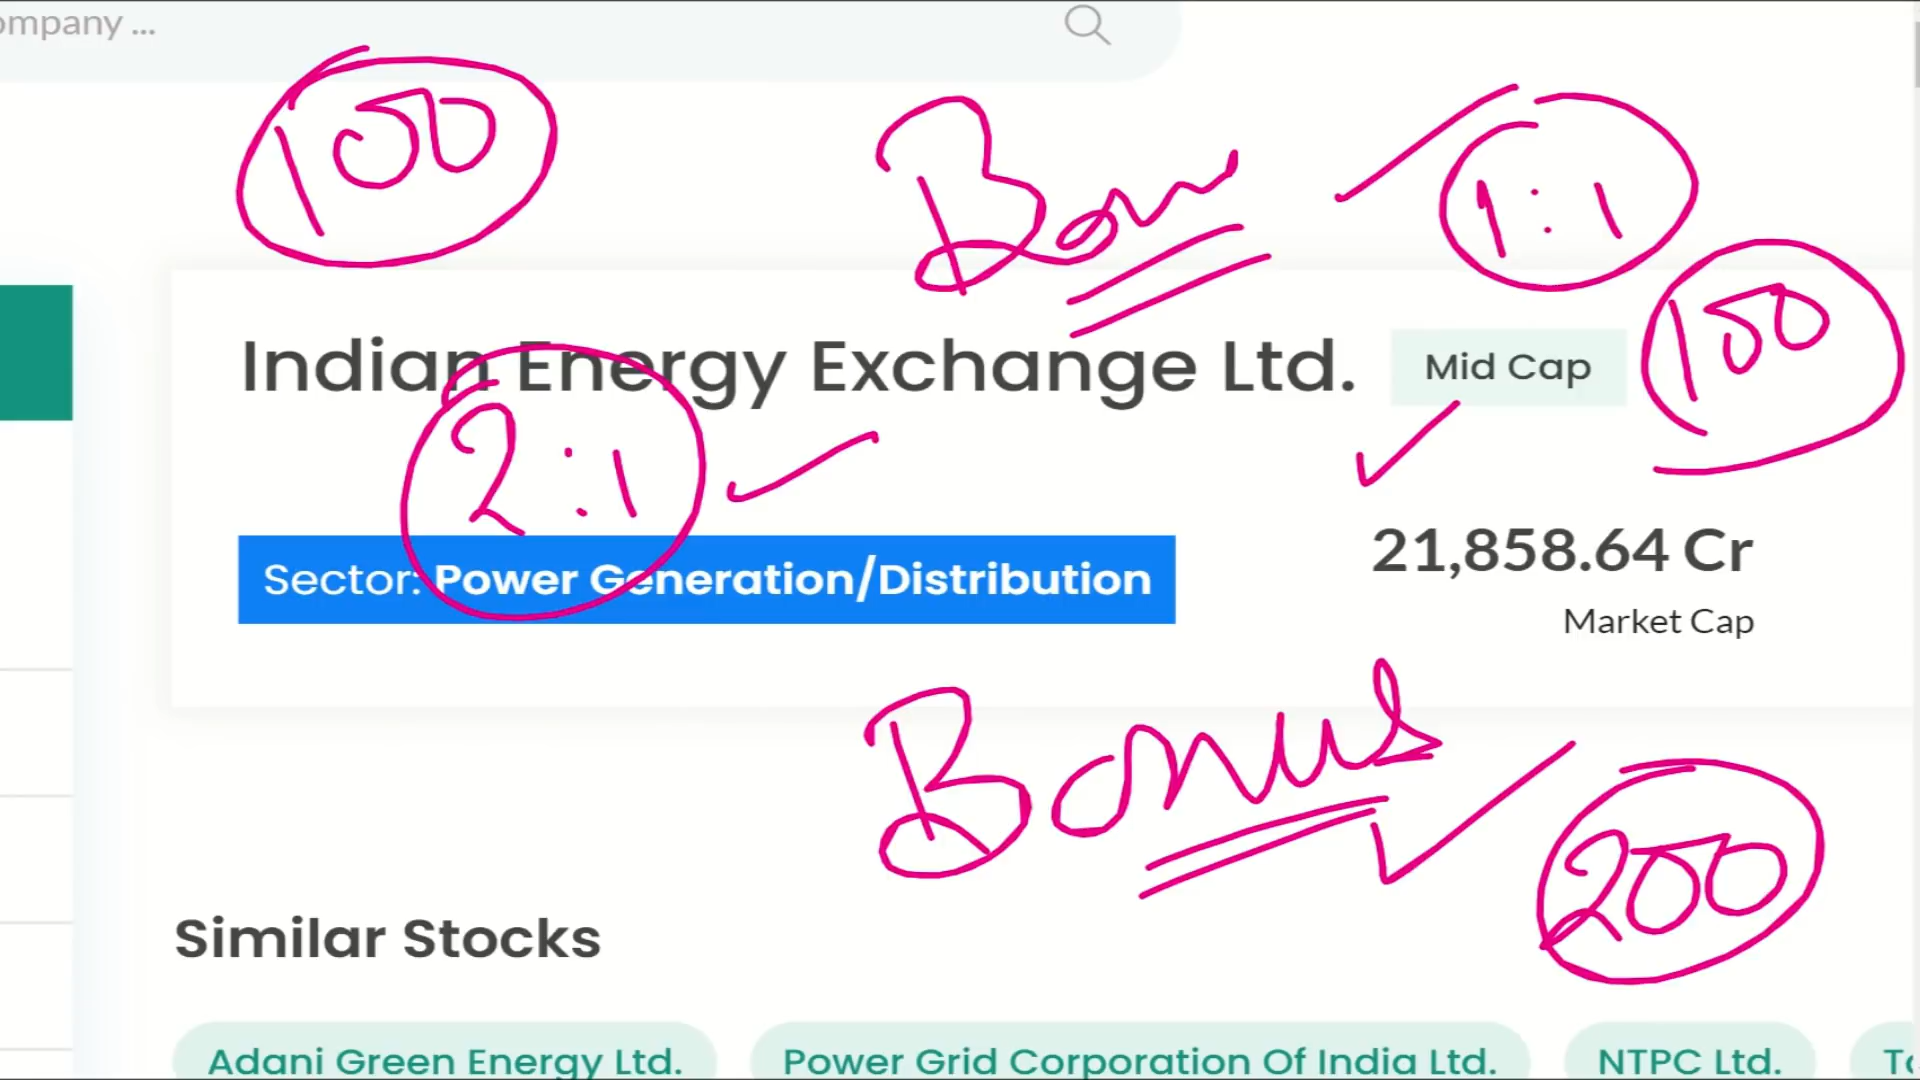 ompany ...
100
Bonu
1:1
100
Indian Energy Exchange Ltd.
Mid Cap
2:1
21,858.64 Cr
Sector: Power Generation/Distribution
Market Cap
Bonus
200
Similar Stocks
Adani Green Energy Ltd.
Power Grid Corporation Of India Ltd.
NTPC Ltd.